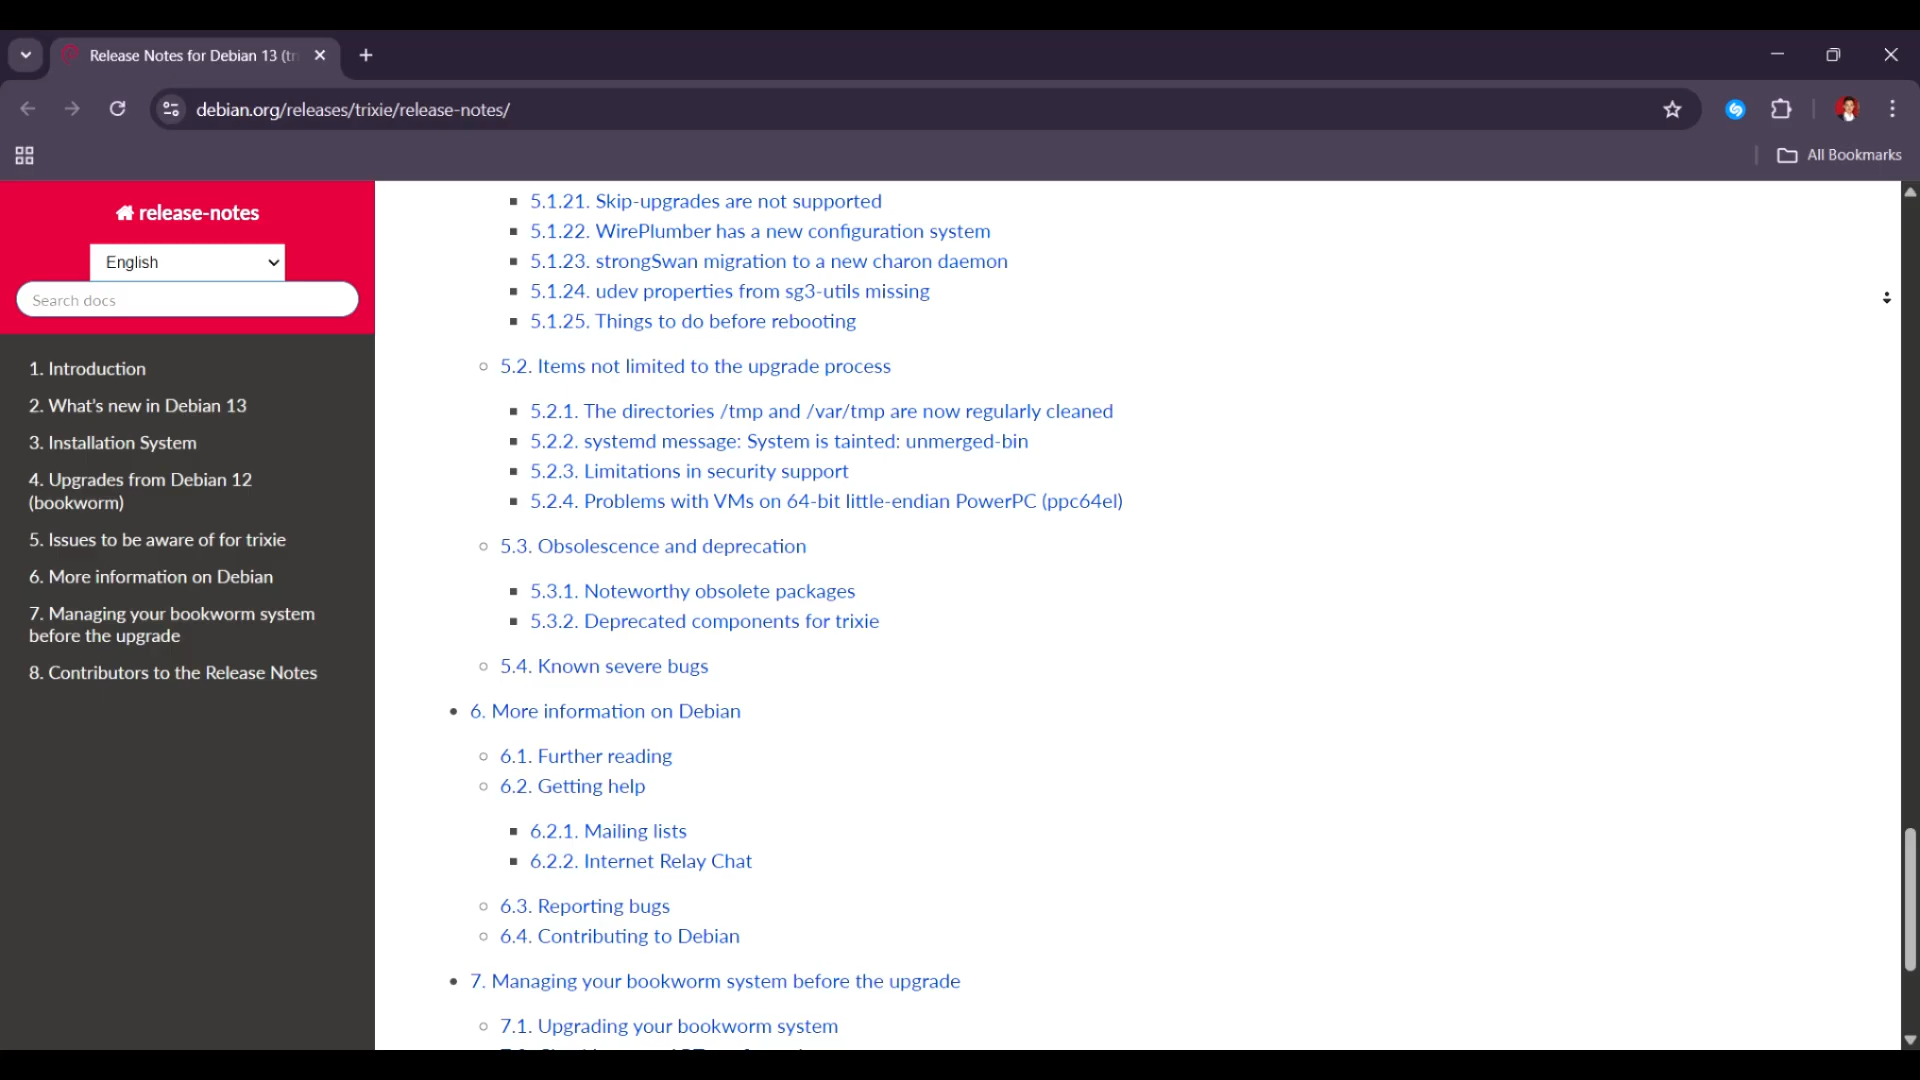 Release Notes for Debian 13 (tr
debian.org/releases/trixie/release-notes/
All Bookmarks
release-notes
English
Search docs
1. Introduction
2. What's new in Debian 13
3. Installation System
4. Upgrades from Debian 12
(bookworm)
5. Issues to be aware of for trixie
6. More information on Debian
7. Managing your bookworm system
before the upgrade
8. Contributors to the Release Notes
5.1.21. Skip-upgrades are not supported
5.1.22. WirePlumber has a new configuration system
5.1.23. strongSwan migration to a new charon daemon
5.1.24. udev properties from sg3-utils missing
5.1.25. Things to do before rebooting
5.2. Items not limited to the upgrade process
5.2.1. The directories /tmp and /var/tmp are now regularly cleaned
5.2.2. systemd message: System is tainted: unmerged-bin
5.2.3. Limitations in security support
5.2.4. Problems with VMs on 64-bit little-endian PowerPC (ppc64el)
5.3. Obsolescence and deprecation
5.3.1. Noteworthy obsolete packages
5.3.2. Deprecated components for trixie
5.4. Known severe bugs
6. More information on Debian
6.1. Further reading
6.2. Getting help
6.2.1. Mailing lists
6.2.2. Internet Relay Chat
6.3. Reporting bugs
6.4. Contributing to Debian
7. Managing your bookworm system before the upgrade
7.1. Upgrading your bookworm system